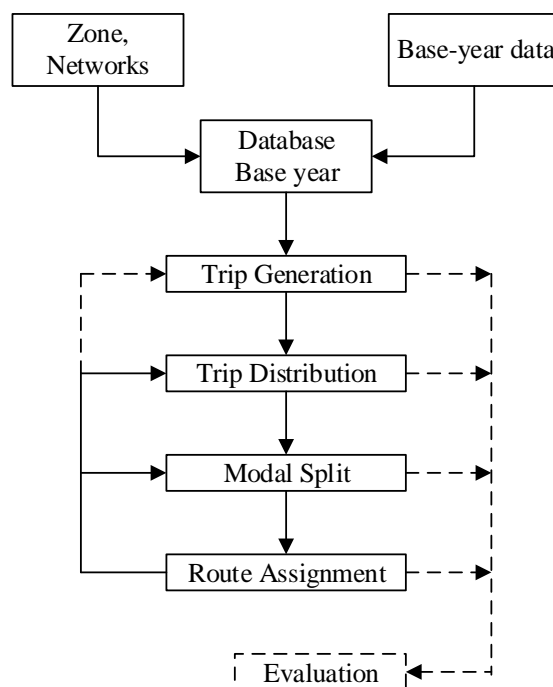 Zone,
Networks
Base-year data
Database
Base year
Trip Generation
Trip Distribution
Modal Split
Route Assignment
Evaluation